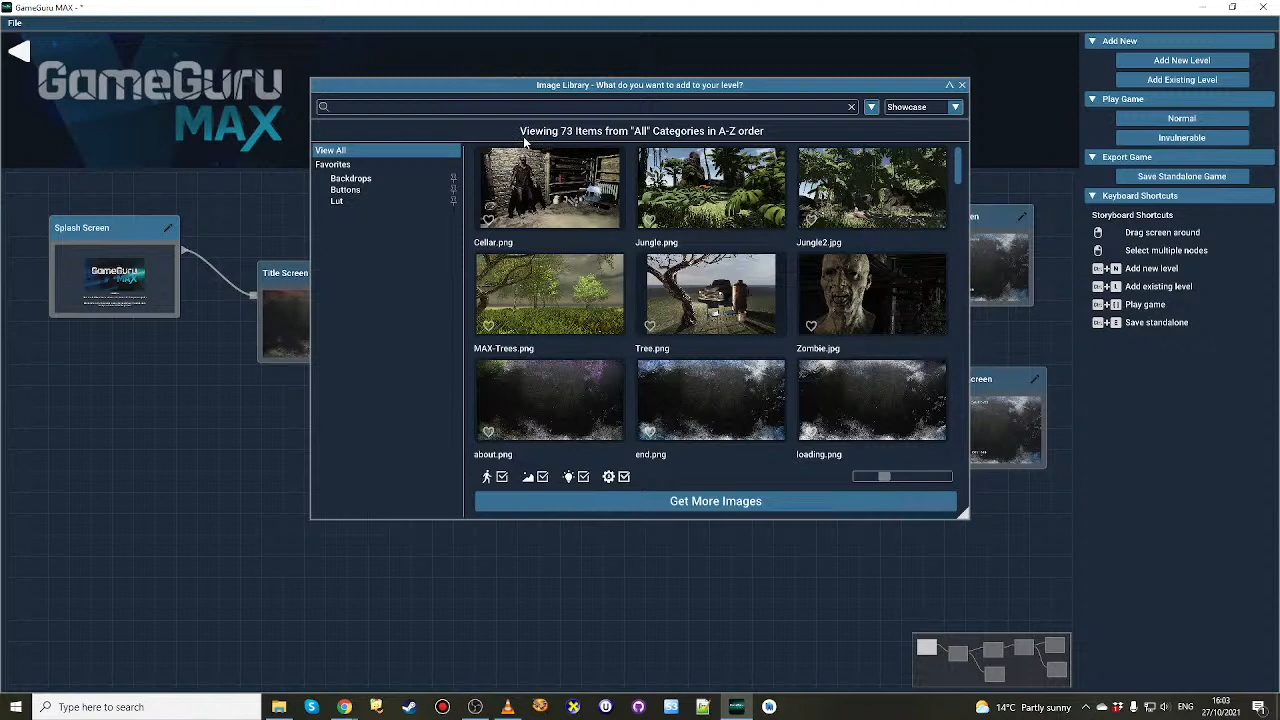 GameGuru MAX - *
File
GameGuru
MAX
Image Library - What do you want to add to your level?
Showcase
Viewing 73 Items from "All" Categories in A-Z order
View All
Favorites
Backdrops
Buttons
Lut
Cellar.png
Jungle.png
Jungle2.jpg
MAX-Trees.png
Tree.png
Zombie.jpg
about.png
end.png
loading.png
Get More Images
Splash Screen
GameGuru
MAX
Title Screen
Add New
Add New Level
Add Existing Level
Play Game
Normal
Invulnerable
Export Game
Save Standalone Game
Keyboard Shortcuts
Storyboard Shortcuts
Drag screen around
Select multiple nodes
Add new level
Add existing level
Play game
Save standalone
Type here to search
14°C Partly sunny
ENG
16:03
27/10/2021